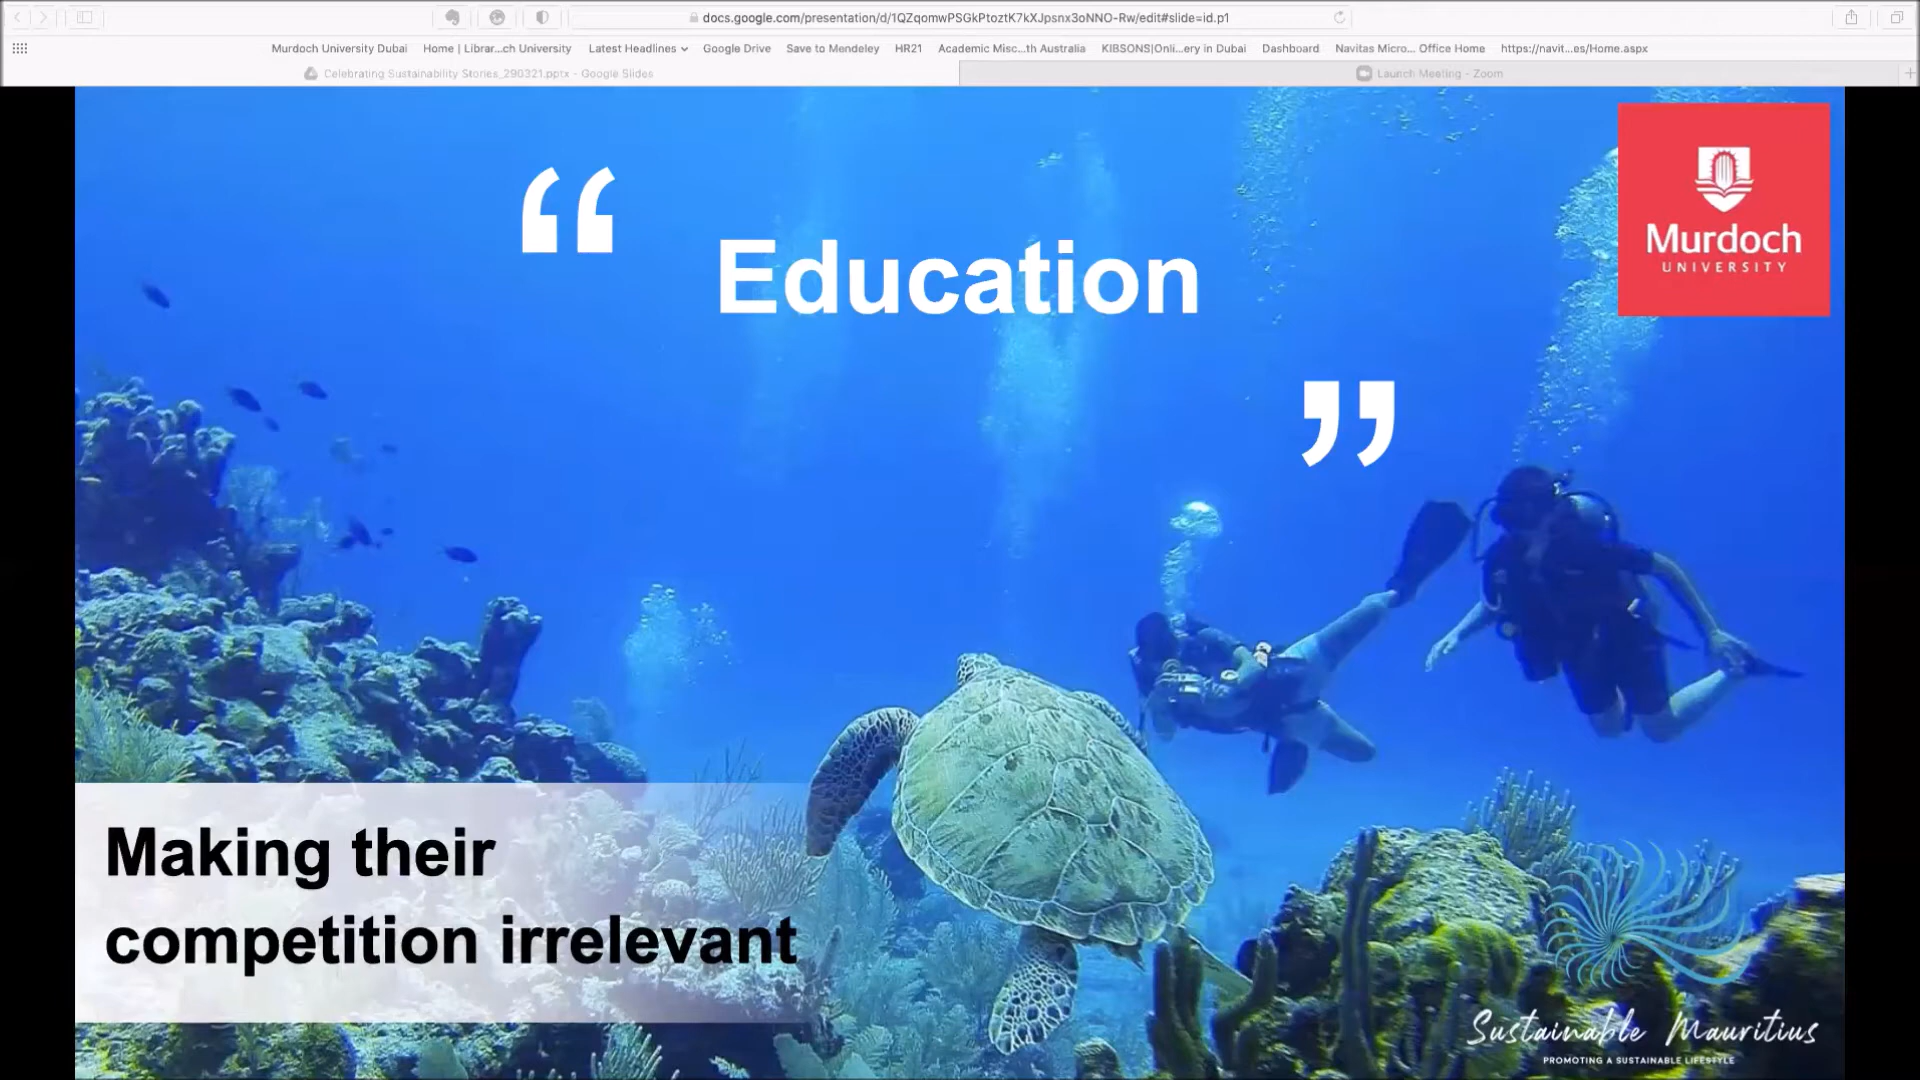 docs.google.com/presentation/d/1QZqomwPSGkPtoztK7kXJpsnx3oNNO-Rw/edit#slide=id.p1
Murdoch University Dubai Home | Librar...ch University Latest Headlines Google Drive Save to Mendeley HR21 Academic Misc...th Australia KIBSONS|Onli...ery in Dubai Dashboard Navitas Micro... Office Home https://navit...es/Home.aspx
Celebrating Sustainability Stories_290321.pptx - Google Slides Launch Meeting - Zoom
“
Education
”
Murdoch
UNIVERSITY
Making their
competition irrelevant
Sustainable Mauritius
PROMOTING A SUSTAINABLE LIFESTYLE